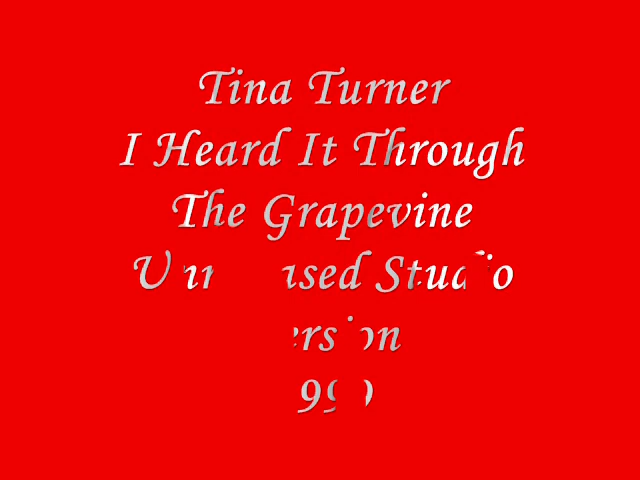 Tina Turner
I Heard It Through
The Grapevine
Studio